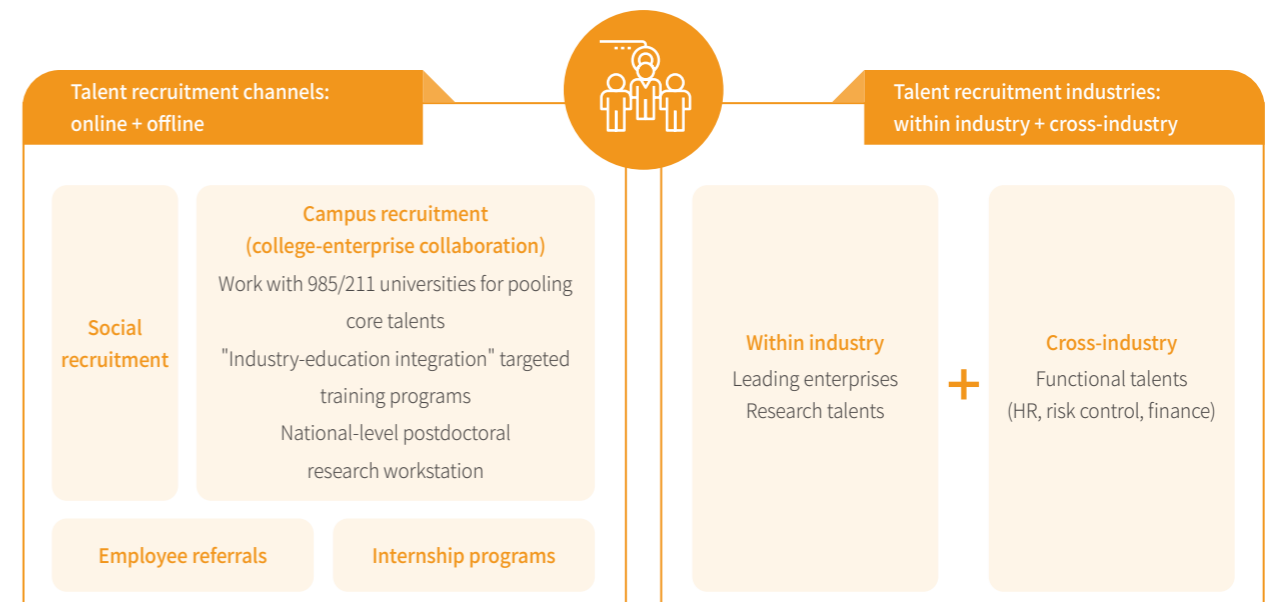 Talent recruitment channels:
online + offline
Social
recruitment
Campus recruitment
(college-enterprise collaboration)
Work with 985/211 universities for pooling
core talents
"Industry-education integration" targeted
training programs
National-level postdoctoral
research workstation
Employee referrals
Internship programs
Talent recruitment industries:
within industry + cross-industry
Within industry
Leading enterprises
Research talents
+
Cross-industry
Functional talents
(HR, risk control, finance)